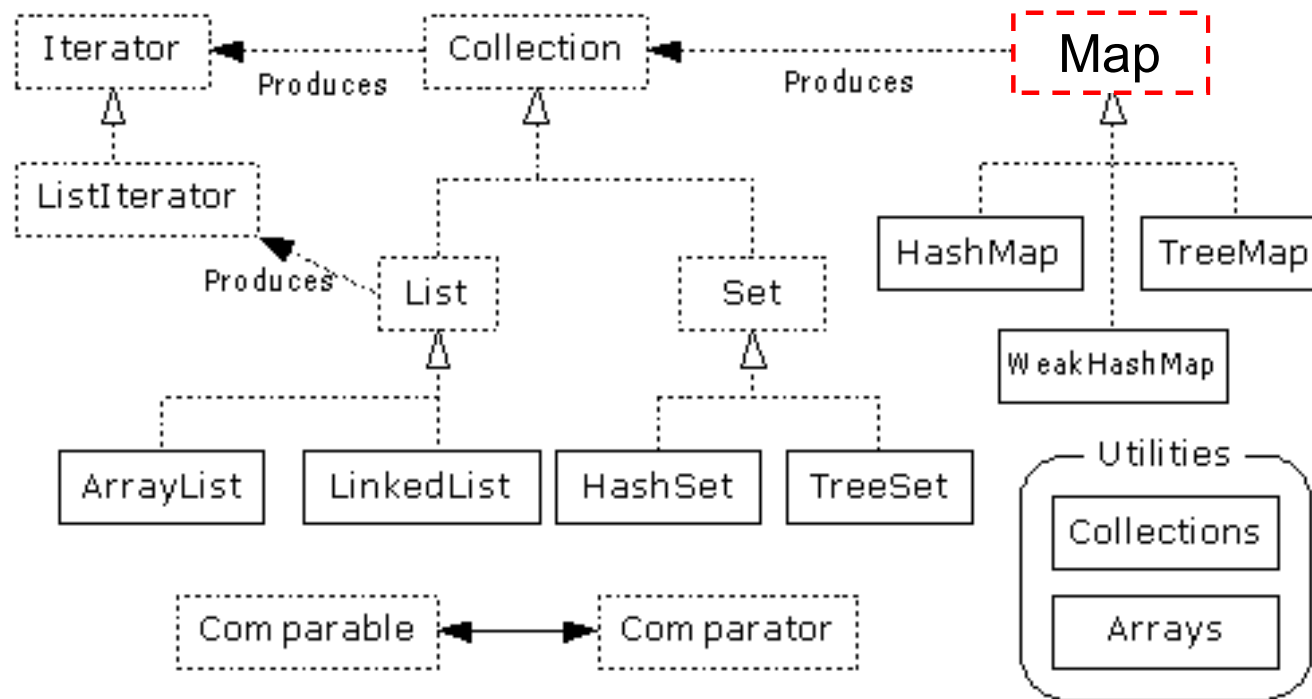 Iterator
Collection
Map
Produces
Produces
ListIterator
HashMap
TreeMap
Produces
List
Set
WeakHashMap
ArrayList
LinkedList
HashSet
TreeSet
Utilities
Collections
Comparable
Comparator
Arrays